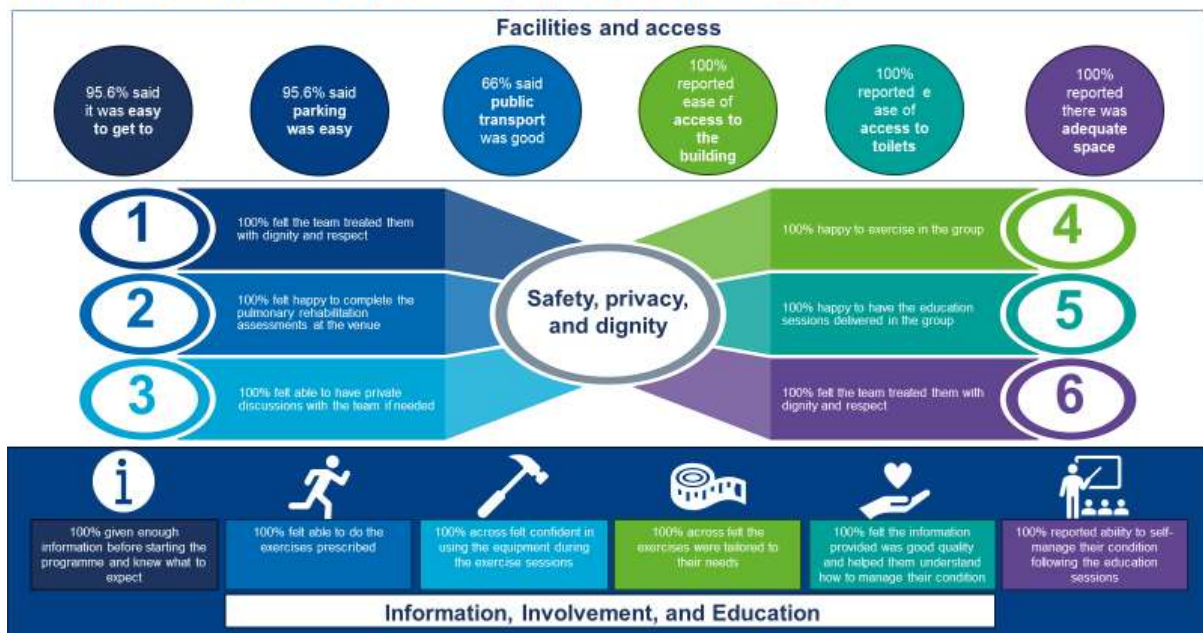 Facilities and access
95.6% said
it was easy
to get to
95.6% said
parking
was easy
66% said
public
transport
was good
100%
reported
ease of
access to
the
building
100%
reported e
ase of
access to
toilets
100%
reported
there was
adequate
space
1
100% felt the team treated them
with dignity and respect
2
100% felt happy to complete the
pulmonary rehabilitation
assessments at the venue
3
100% felt able to have private
discussions with the team if needed
Safety, privacy,
and dignity
100% happy to exercise in the group
4
100% happy to have the education
sessions delivered in the group
5
100% felt the team treated them with
dignity and respect
6
i
100% given enough
information before starting the
programme and knew what to
expect
100% felt able to do the
exercises prescribed
100% across felt confident in
using the equipment during
the exercise sessions
100% across felt the
exercises were tailored to
their needs
100% felt the information
provided was good quality
and helped them understand
how to manage their condition
100% reported ability to self-
manage their condition
following the education
sessions
Information, Involvement, and Education